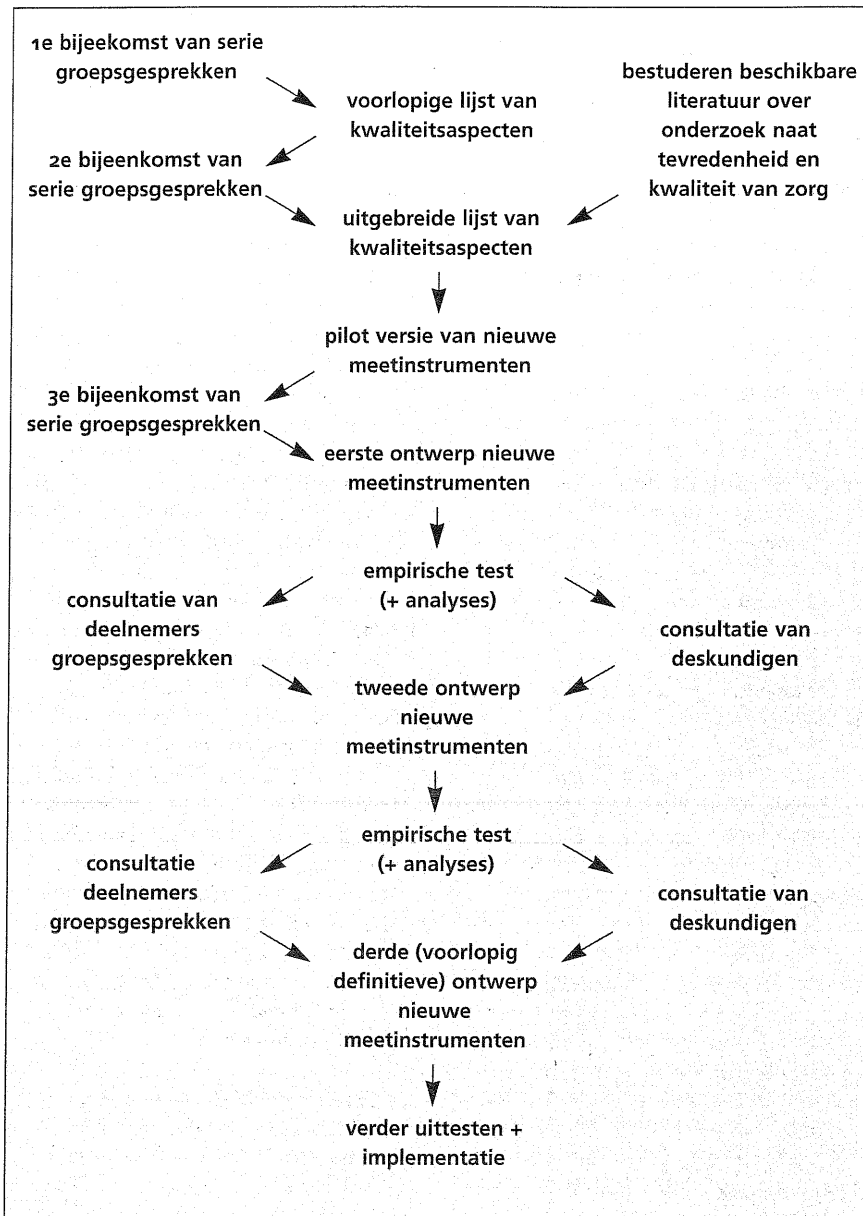 1e bijeekomst van serie
groepsgesprekken
voorlopige lijst van
kwaliteitsaspecten
bestuderen beschikbare
literatuur over
onderzoek naat
tevredenheid en
kwaliteit van zorg
2e bijeenkomst van
serie groepsgesprekken
uitgebreide lijst van
kwaliteitsaspecten
pilot versie van nieuwe
meetinstrumenten
3e bijeenkomst van
serie groepsgesprekken
eerste ontwerp nieuwe
meetinstrumenten
empirische test
(+ analyses)
consultatie van
deelnemers
groepsgesprekken
consultatie van
deskundigen
tweede ontwerp
nieuwe
meetinstrumenten
empirische test
(+ analyses)
consultatie
deelnemers
groepsgesprekken
consultatie van
deskundigen
derde (voorlopig
definitieve) ontwerp
nieuwe
meetinstrumenten
verder uittesten +
implementatie